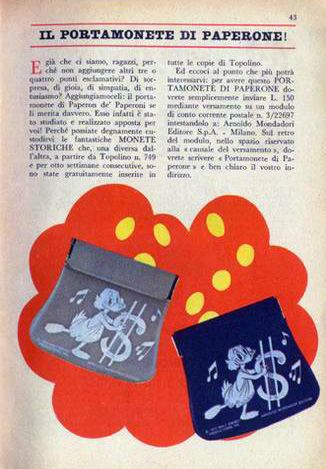 43
IL PORTAMONETE DI PAPERONE!
E già che ci siamo, ragazzi, per-
ché non aggiungere altri tre o
quattro punti esclamativi? Di sor-
presa, di gioia, di simpatia, di en-
tusiasmo? Aggiungiamoceli: il porta-
monete di Paperon de' Paperoni se
li merita davvero. Esso infatti è sta-
to studiato e realizzato apposta per
voi! Perché possiate degnamente cu-
stodirvi le fantastiche MONETE
STORICHE che, una diversa dal-
l'altra, a partire da Topolino n. 749
e per otto settimane consecutive, so-
no state gratuitamente inserite in
tutte le copie di Topolino.
Ed eccoci al punto che più potrà
interessarvi: per avere questo POR-
TAMONETE DI PAPERONE do-
vrete semplicemente inviare L. 150
mediante versamento su un modulo
di conto corrente postale n. 3/22697
intestandolo a: Arnoldo Mondadori
Editore S.p.A. - Milano. Sul retro
del modulo, nello spazio riservato
alla « causale del versamento », do-
vrete scrivere « Portamonete di Pa-
perone » e ben chiaro il vostro in-
dirizzo.